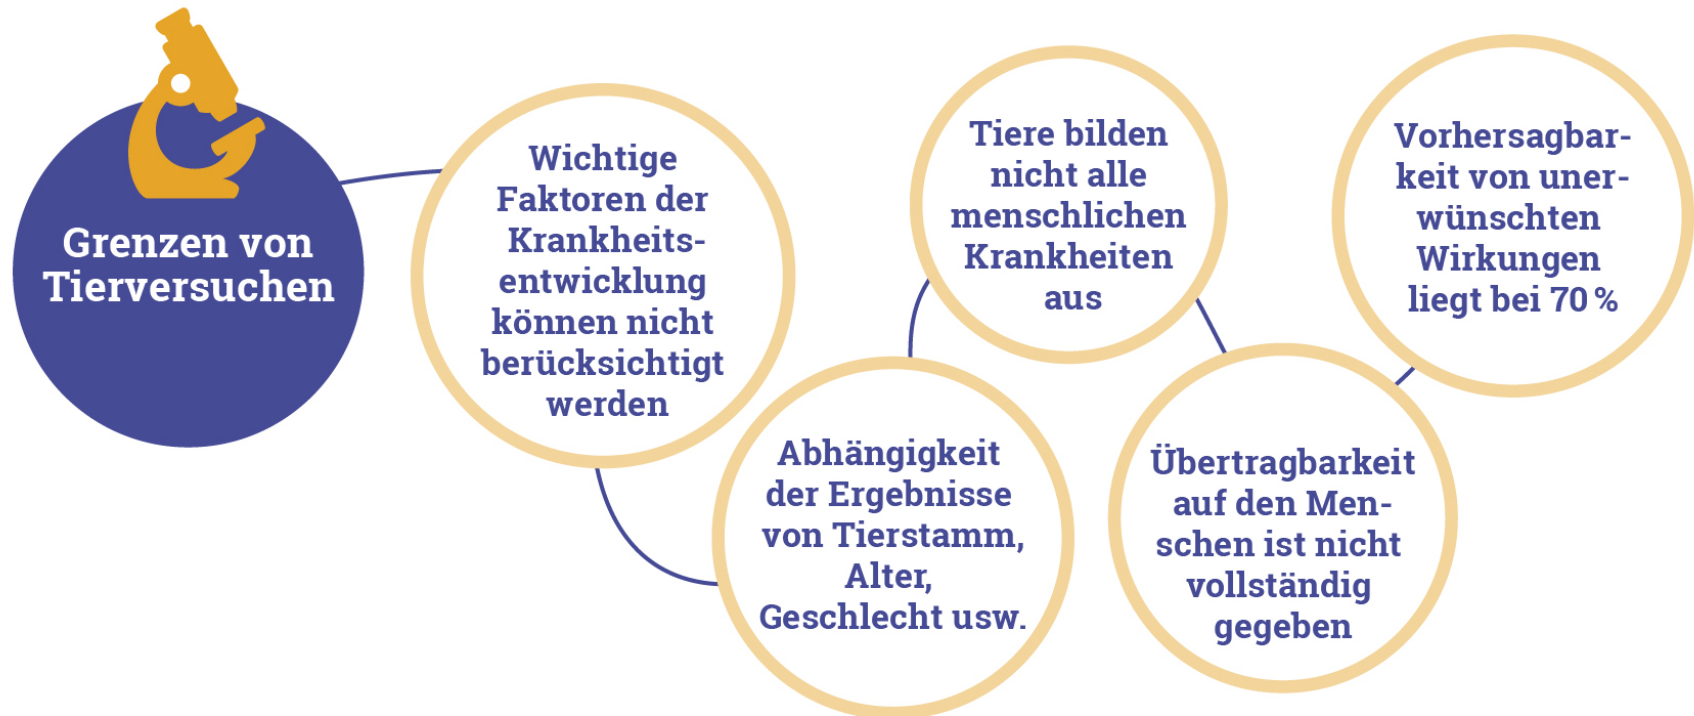 Grenzen von
Tierversuchen
Wichtige
Faktoren der
Krankheits-
entwicklung
können nicht
berücksichtigt
werden
Abhängigkeit
der Ergebnisse
von Tierstamm,
Alter,
Geschlecht usw.
Tiere bilden
nicht alle
menschlichen
Krankheiten
aus
Übertragbarkeit
auf den Men-
schen ist nicht
vollständig
gegeben
Vorhersagbar-
keit von uner-
wünschten
Wirkungen
liegt bei 70 %